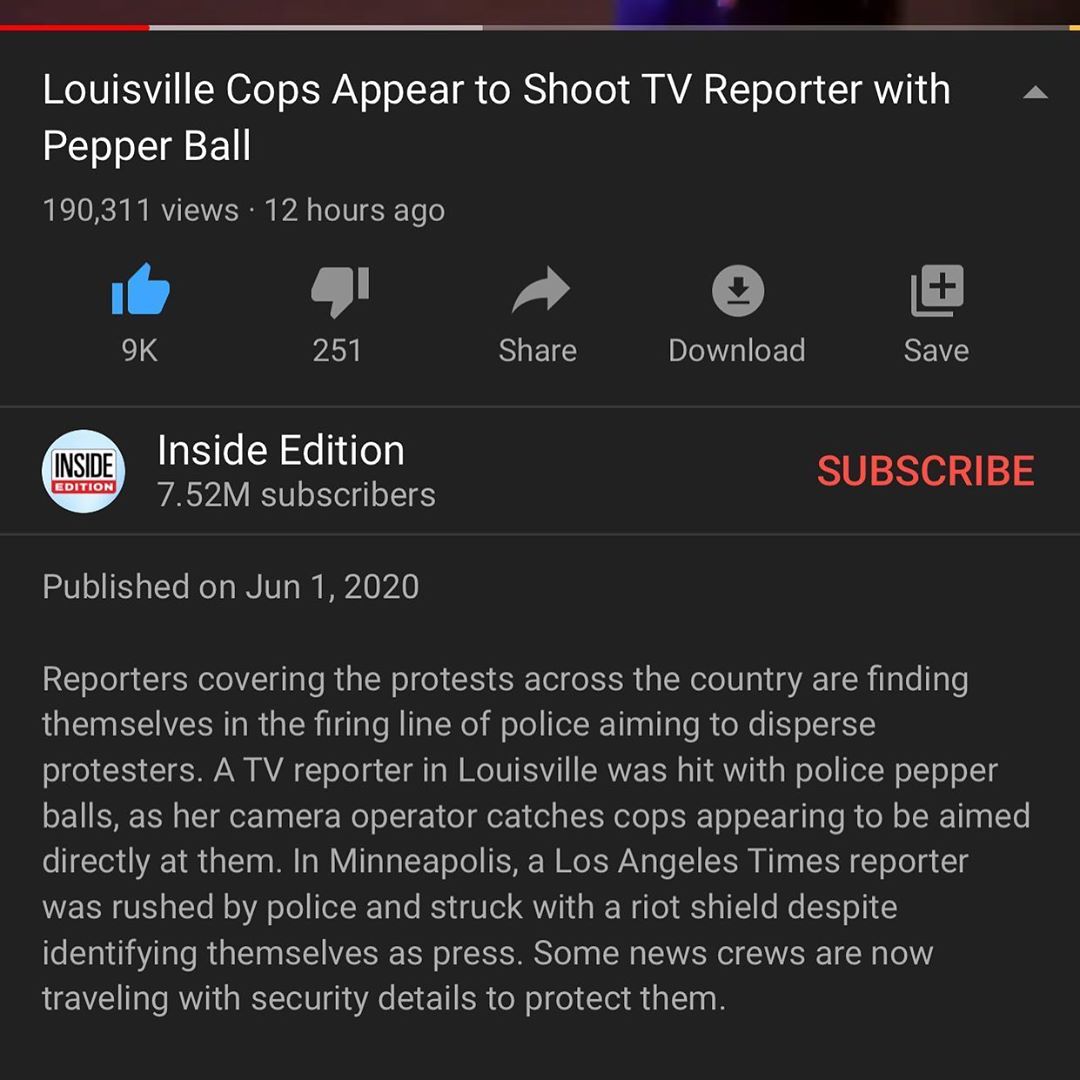 Louisville Cops Appear to Shoot TV Reporter with
Pepper Ball
190,311 views · 12 hours ago
9K
251
Share
Download
Save
INSIDE
EDITION
Inside Edition
7.52M subscribers
SUBSCRIBE
Published on Jun 1, 2020
Reporters covering the protests across the country are finding
themselves in the firing line of police aiming to disperse
protesters. A TV reporter in Louisville was hit with police pepper
balls, as her camera operator catches cops appearing to be aimed
directly at them. In Minneapolis, a Los Angeles Times reporter
was rushed by police and struck with a riot shield despite
identifying themselves as press. Some news crews are now
traveling with security details to protect them.